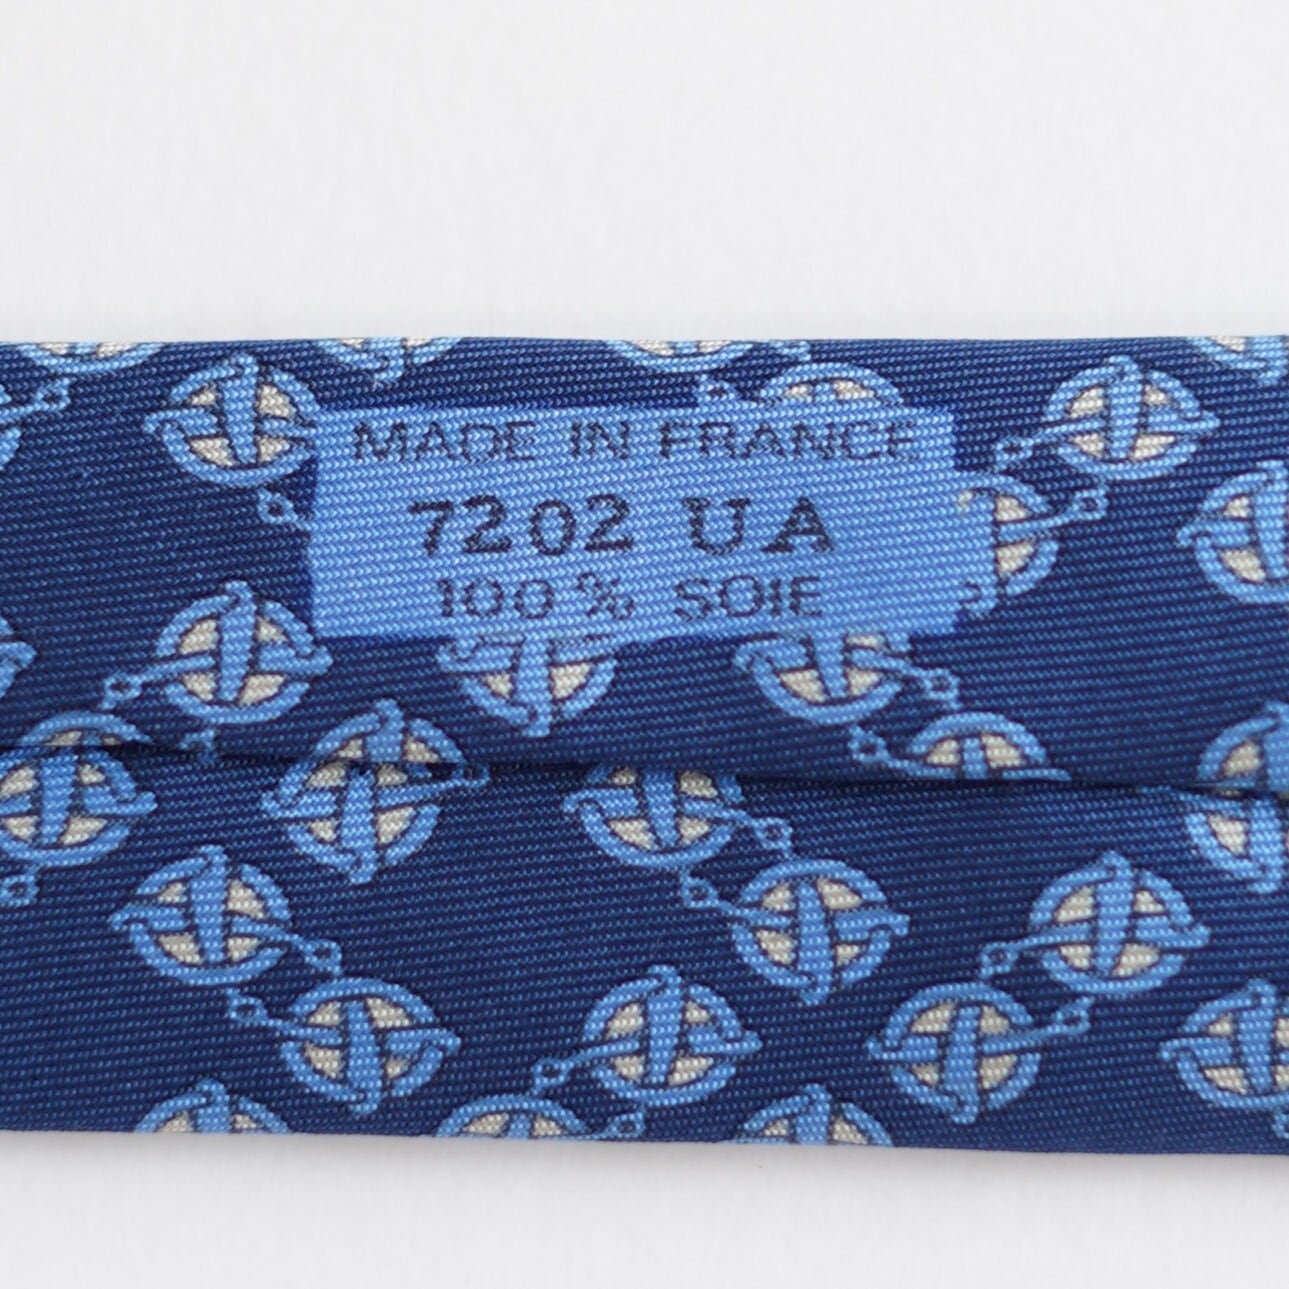 MADE IN FRANCE
7202 UA
100 % SOIE